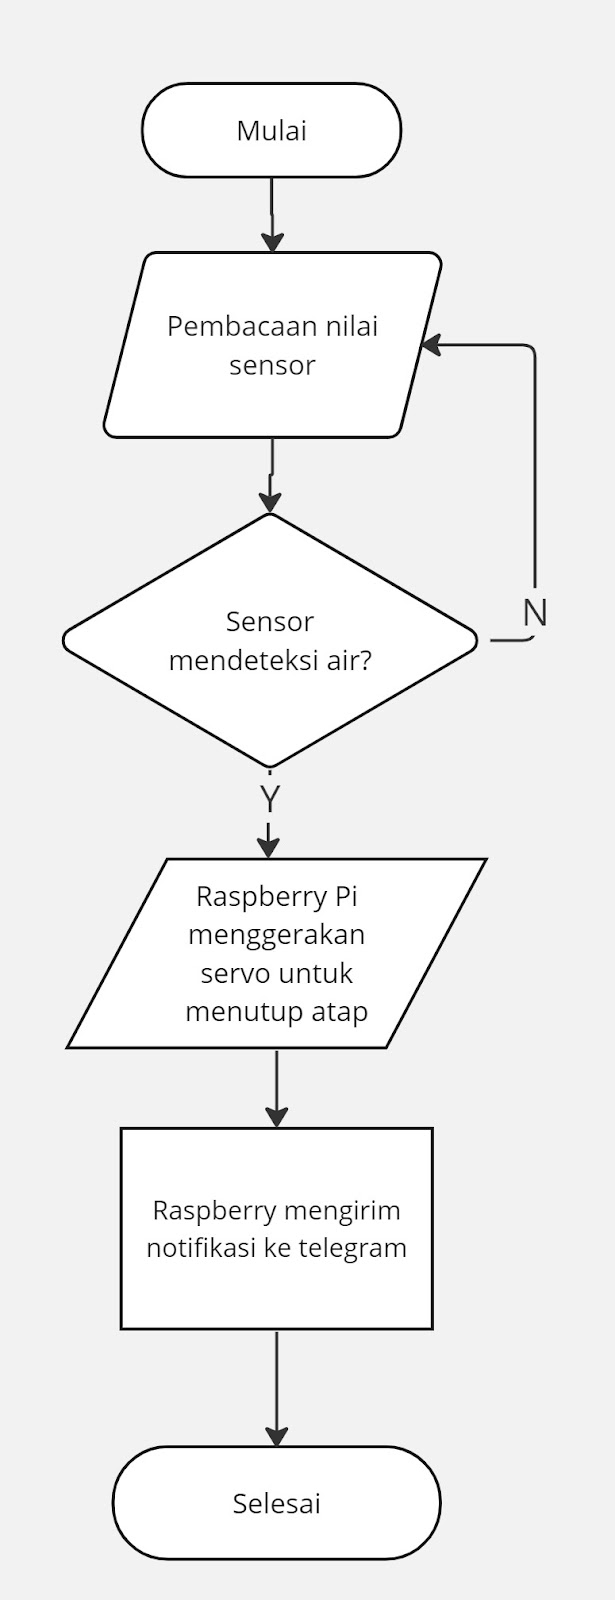 Mulai
Pembacaan nilai
sensor
Sensor
mendeteksi air?
N
Y
Raspberry Pi
menggerakan
servo untuk
menutup atap
Raspberry mengirim
notifikasi ke telegram
Selesai